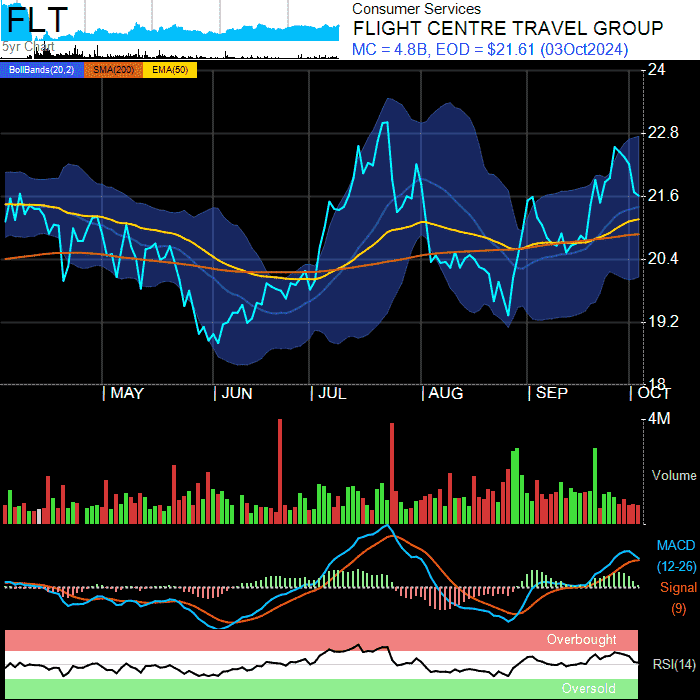 FLT
5yr Chart
Consumer Services
FLIGHT CENTRE TRAVEL GROUP
MC = 4.8B, EOD = $21.61 (03Oct2024)
BollBands(20,2) SMA(200) EMA(50)
24
22.8
21.6
20.4
19.2
18
MAY JUN JUL AUG SEP OCT
4M
Volume
MACD
(12-26)
Signal
(9)
Overbought
RSI(14)
Oversold